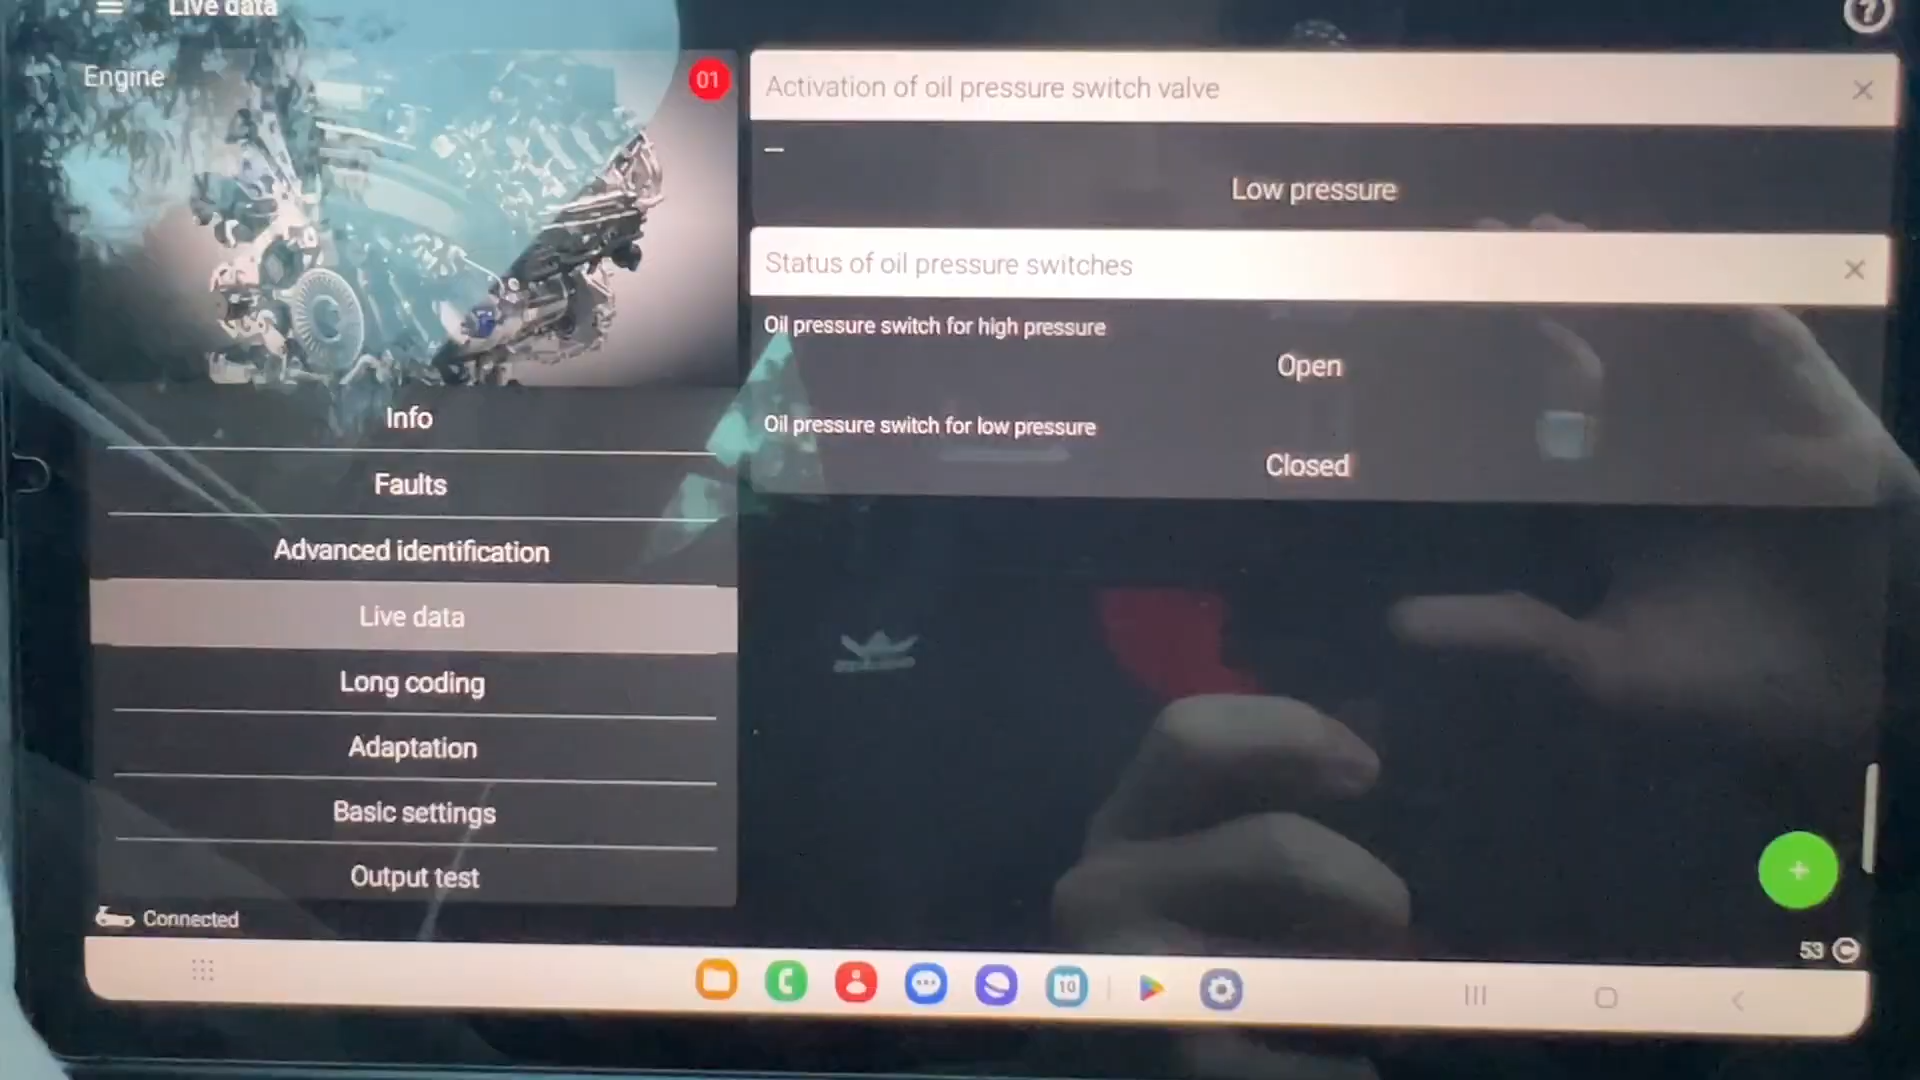 Live data
Engine
01
Activation of oil pressure switch valve
–
Low pressure
Status of oil pressure switches
Oil pressure switch for high pressure
Open
Oil pressure switch for low pressure
Closed
Info
Faults
Advanced identification
Live data
Long coding
Adaptation
Basic settings
Output test
Connected
53
10